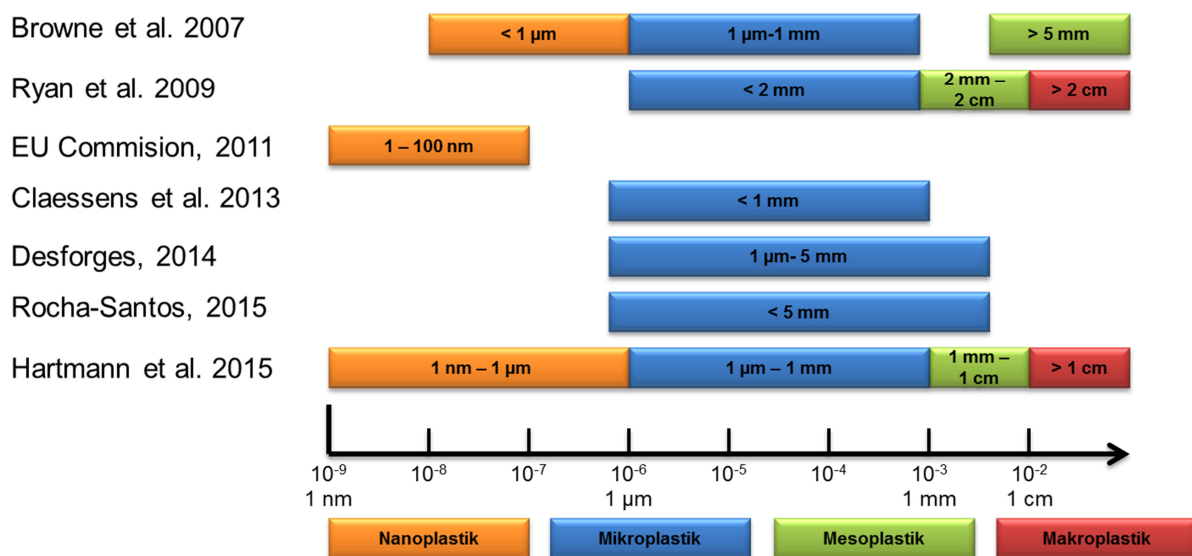 Browne et al. 2007
< 1 µm
1 µm-1 mm
> 5 mm
Ryan et al. 2009
< 2 mm
2 mm –
2 cm
> 2 cm
EU Commision, 2011
1 – 100 nm
Claessens et al. 2013
< 1 mm
Desforges, 2014
1 µm- 5 mm
Rocha-Santos, 2015
< 5 mm
Hartmann et al. 2015
1 nm – 1 µm
1 µm – 1 mm
1 mm –
1 cm
> 1 cm
10⁻⁹ 10⁻⁸ 10⁻⁷ 10⁻⁶ 10⁻⁵ 10⁻⁴ 10⁻³ 10⁻²
1 nm 1 µm 1 mm 1 cm
Nanoplastik Mikroplastik Mesoplastik Makroplastik